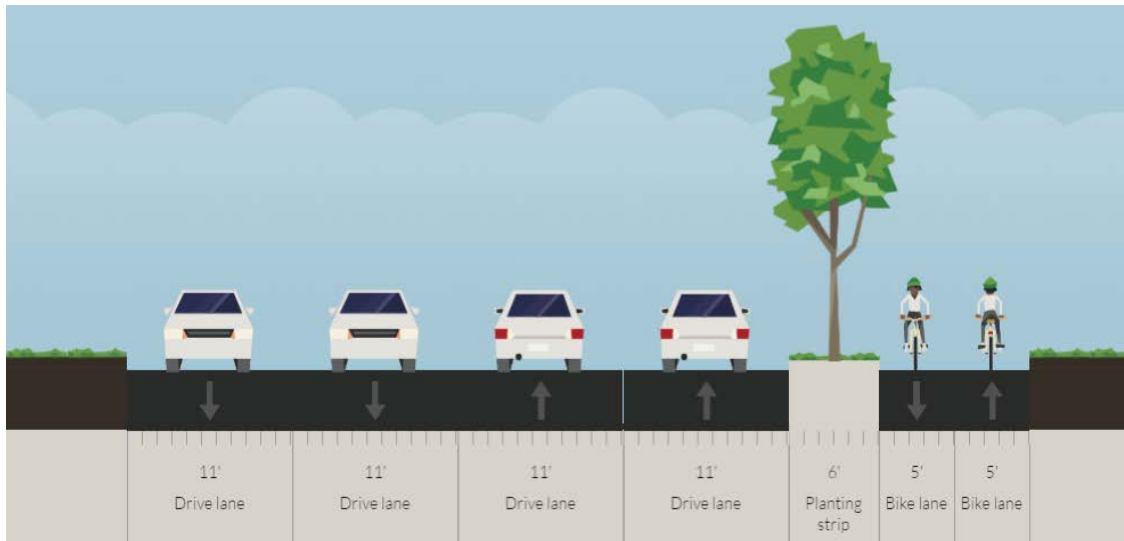 11' 11' 11' 11' 6' 5' 5'
Drive lane Drive lane Drive lane Drive lane Planting Bike lane Bike lane
strip